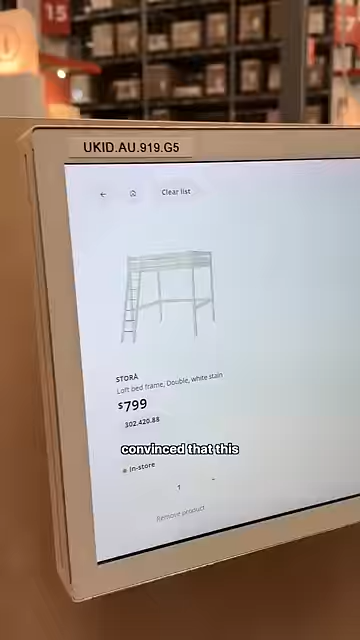 15
UKID.AU.919.G5
Clear list
STORÅ
Loft bed frame, Double, white stain
$799
302.420.88
convinced that this
In-store
1
Remove product